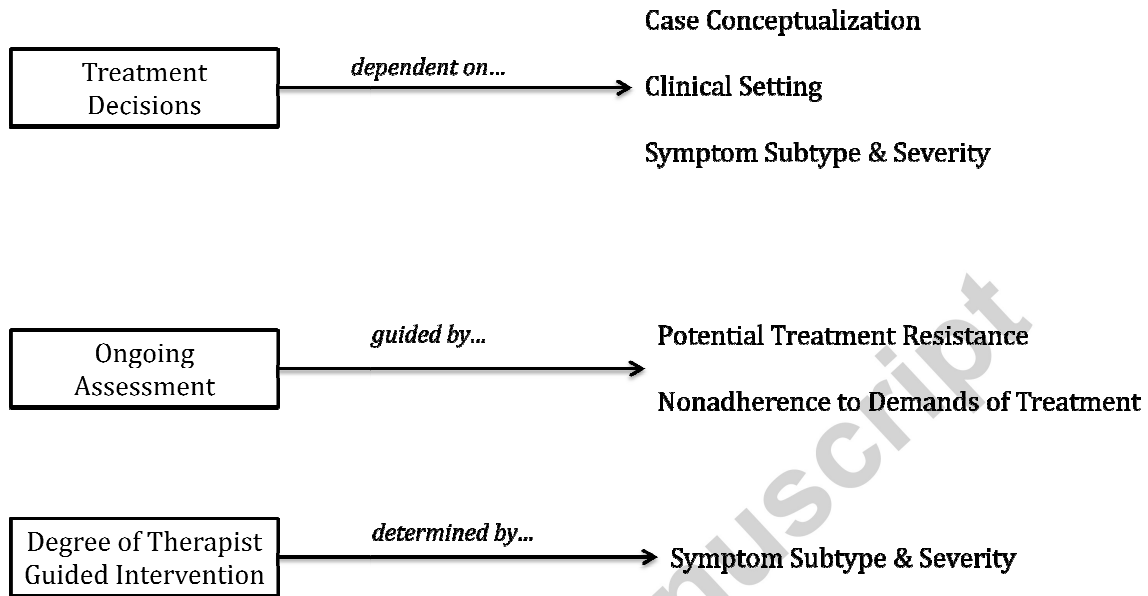 Case Conceptualization
Treatment
Decisions
dependent on...
Clinical Setting
Symptom Subtype & Severity
Ongoing
Assessment
guided by...
Potential Treatment Resistance
Nonadherence to Demands of Treatment
Degree of Therapist
Guided Intervention
determined by...
Symptom Subtype & Severity
nuscript